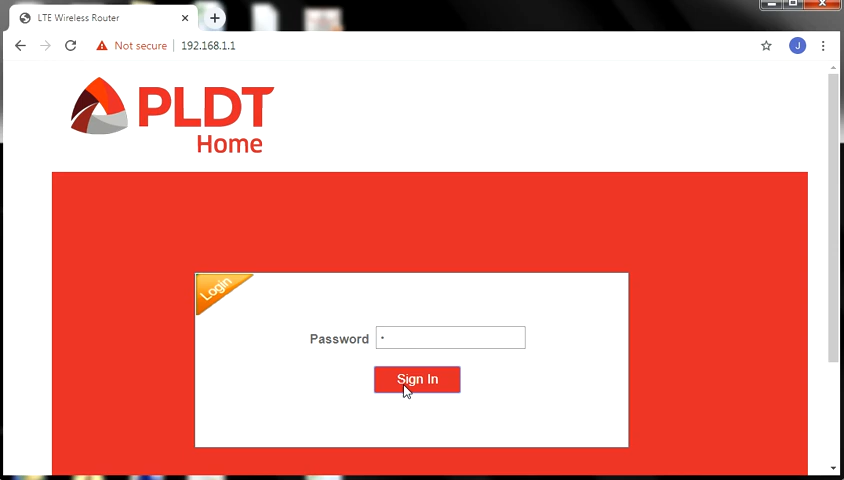 LTE Wireless Router
Not secure
192.168.1.1
J
PLDT
Home
Login
Password
Sign In